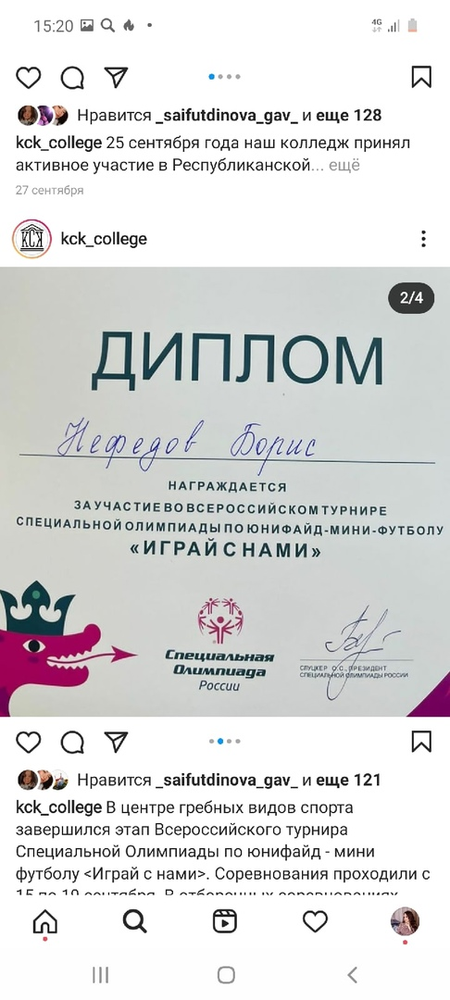 15:20
4G
Нравится _saifutdinova_gav_ и еще 128
kck_college 25 сентября года наш колледж принял
активное участие в Республиканской... ещё
27 сентября
КСК
kck_college
2/4
ДИПЛОМ
Нефедов Борис
НАГРАЖДАЕТСЯ
ЗА УЧАСТИЕ ВО ВСЕРОССИЙСКОМ ТУРНИРЕ
СПЕЦИАЛЬНОЙ ОЛИМПИАДЫ ПО ЮНИФАЙД-МИНИ-ФУТБОЛУ
«ИГРАЙ С НАМИ»
Специальная
Олимпиада
России
СЛУЦКЕР О.С., ПРЕЗИДЕНТ
СПЕЦИАЛЬНОЙ ОЛИМПИАДЫ РОССИИ
Нравится _saifutdinova_gav_ и еще 121
kck_college В центре гребных видов спорта
завершился этап Всероссийского турнира
Специальной Олимпиады по юнифайд - мини
футболу <Играй с нами>. Соревнования проходили с
15 по 19 сентября. В отборочных соревнованиях